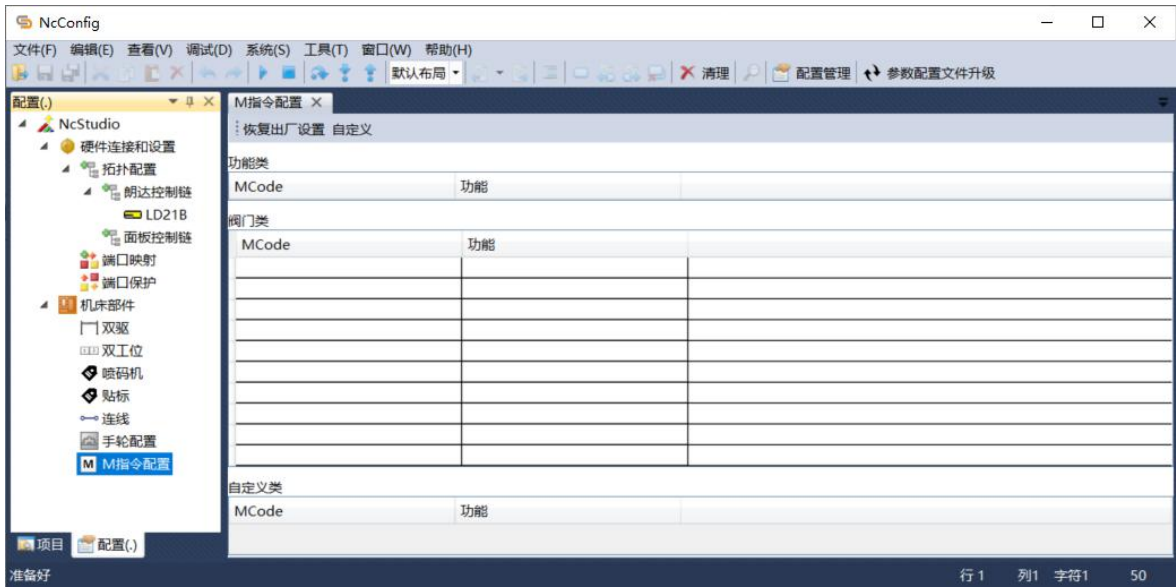 NcConfig
文件(F) 编辑(E) 查看(V) 调试(D) 系统(S) 工具(T) 窗口(W) 帮助(H)
默认布局 清理 配置管理 参数配置文件升级
配置(.)
M指令配置
NcStudio
恢复出厂设置 自定义
硬件连接和设置
拓扑配置
朗达控制链
LD21B
面板控制链
端口映射
端口保护
机床部件
双驱
双工位
喷码机
贴标
连线
手轮配置
M M指令配置
功能类
MCode 功能
阀门类
MCode 功能
自定义类
MCode 功能
项目 配置(.)
准备好 行 1 列1 字符1 50